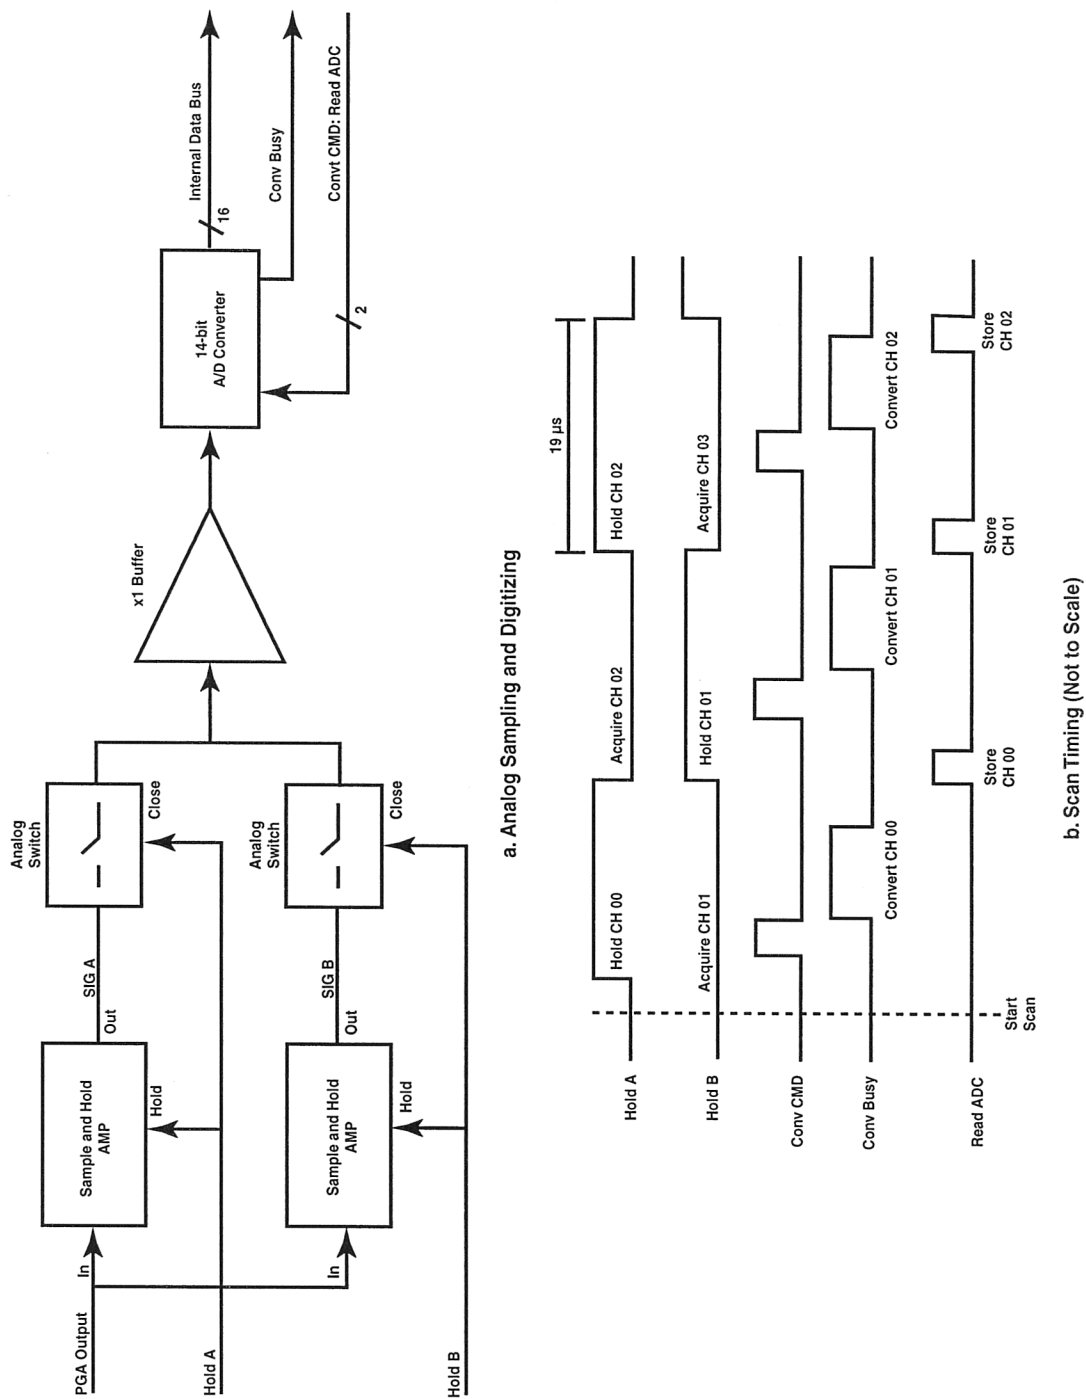 PGA Output
In
In
Sample and Hold
AMP
Hold
Out
SIG A
Analog
Switch
Close
Sample and Hold
AMP
Hold
Out
SIG B
Analog
Switch
Close
Hold A
Hold B
x1 Buffer
14-bit
A/D Converter
16
Internal Data Bus
Conv Busy
2
Convt CMD: Read ADC
a. Analog Sampling and Digitizing
19 µs
Hold A
Hold CH 00
Acquire CH 02
Hold CH 02
Hold B
Acquire CH 01
Hold CH 01
Acquire CH 03
Conv CMD
Conv Busy
Convert CH 00
Convert CH 01
Convert CH 02
Read ADC
Start
Scan
Store
CH 00
Store
CH 01
Store
CH 02
b. Scan Timing (Not to Scale)